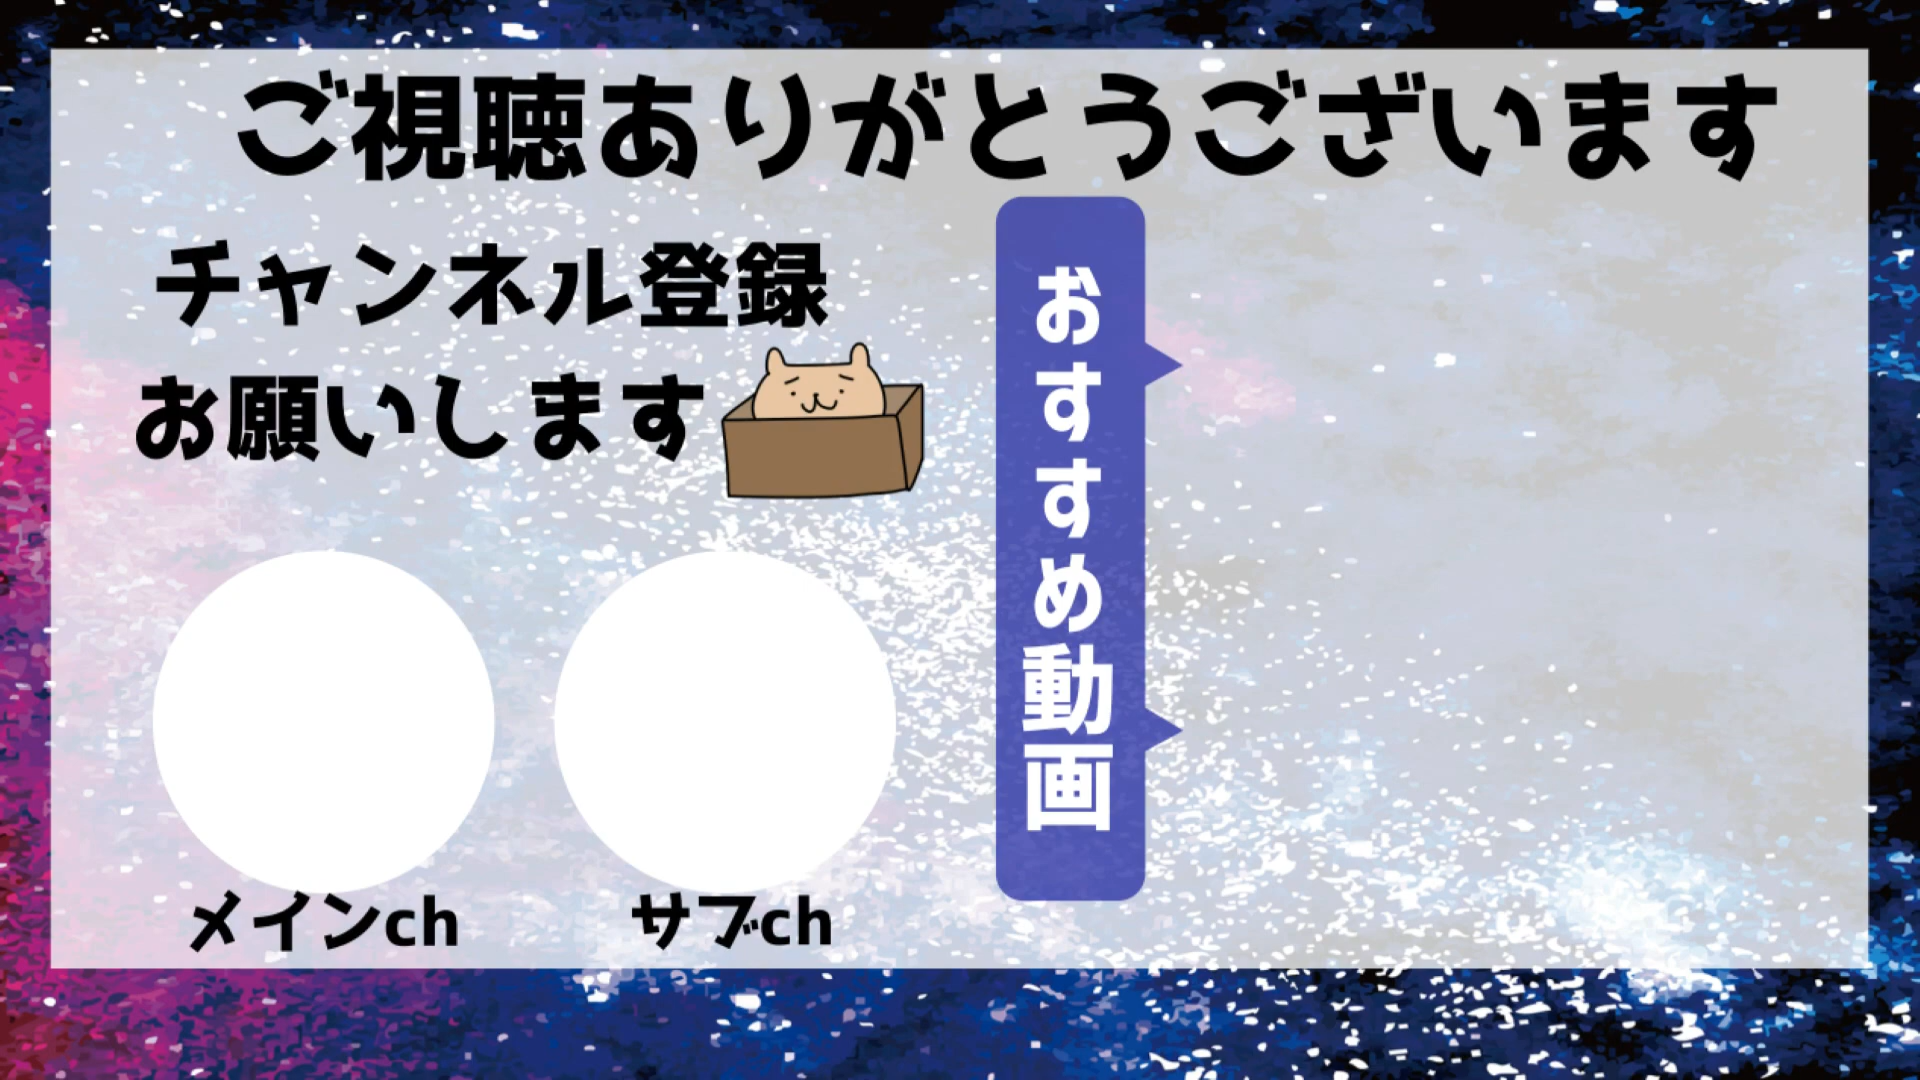 ご視聴ありがとうございます
チャンネル登録
お願いします
おすすめ動画
メインch
サブch